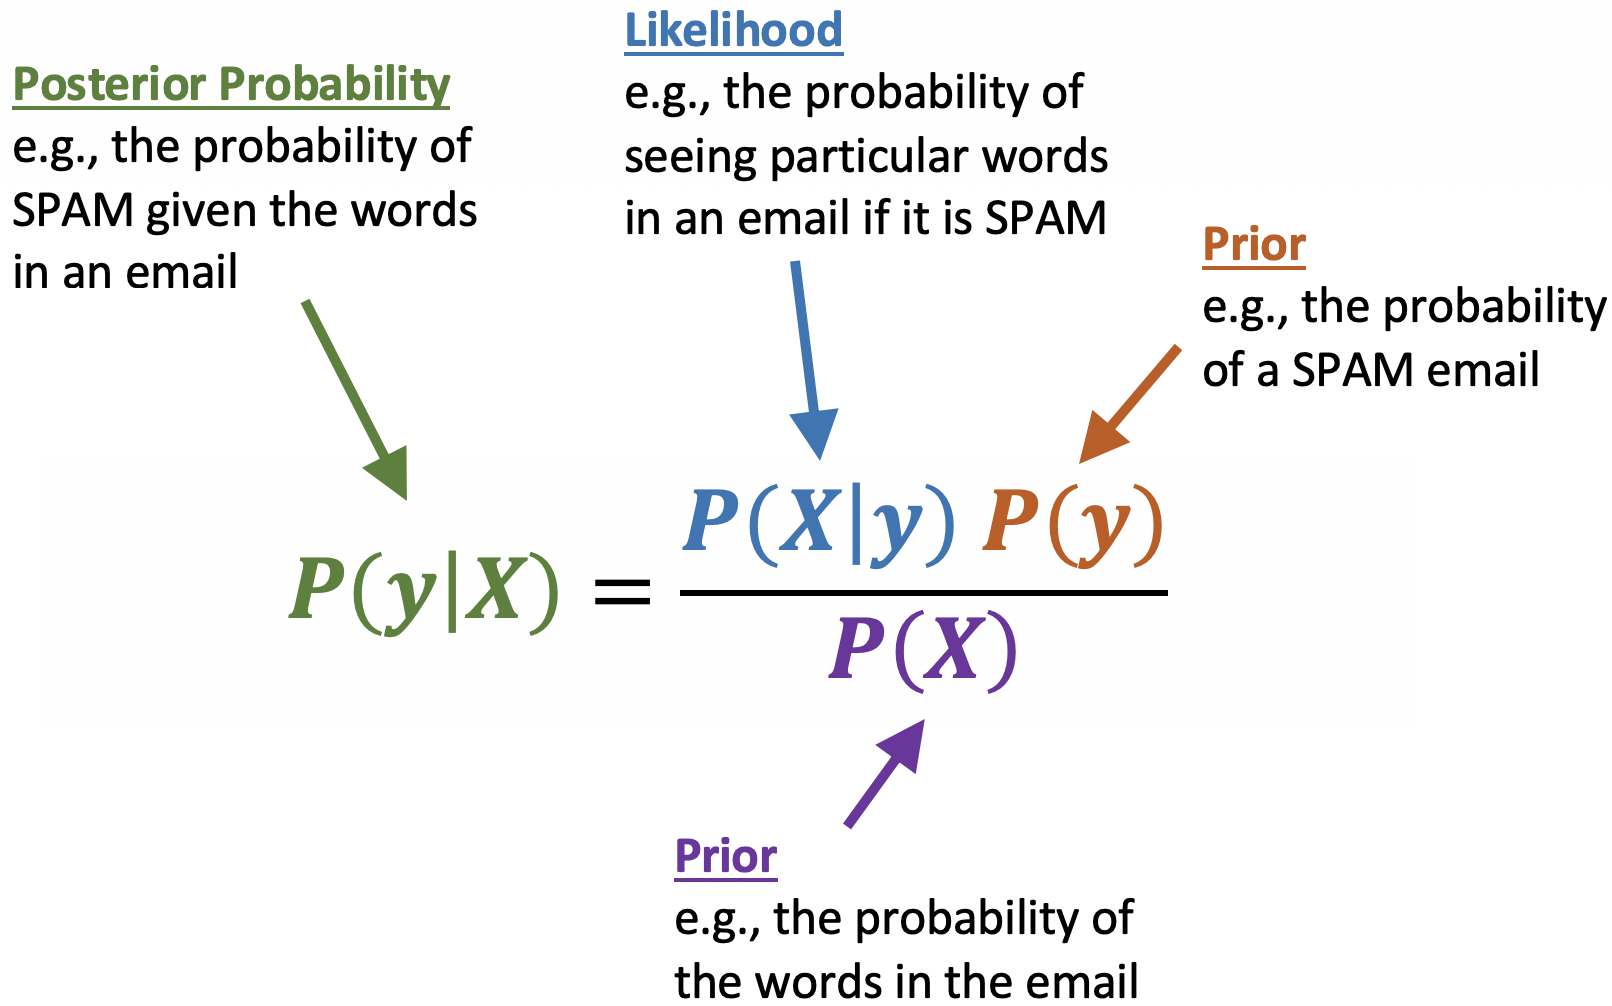 Posterior Probability
e.g., the probability of
SPAM given the words
in an email
Likelihood
e.g., the probability of
seeing particular words
in an email if it is SPAM
Prior
e.g., the probability
of a SPAM email
P(y|X) = P(X|y) P(y)
P(X)
Prior
e.g., the probability of
the words in the email